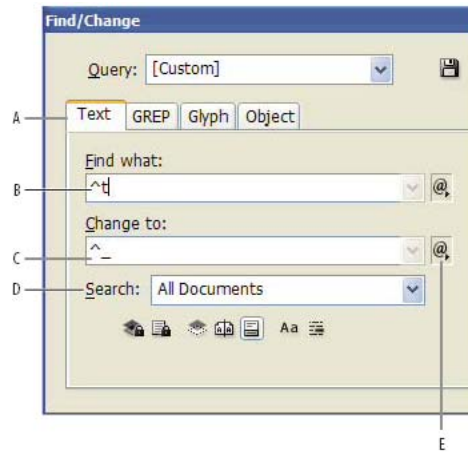 Find/Change
Query: [Custom]
A Text GREP Glyph Object
Find what:
B ^t @
Change to:
C ^_ @
D Search: All Documents
Aa
E